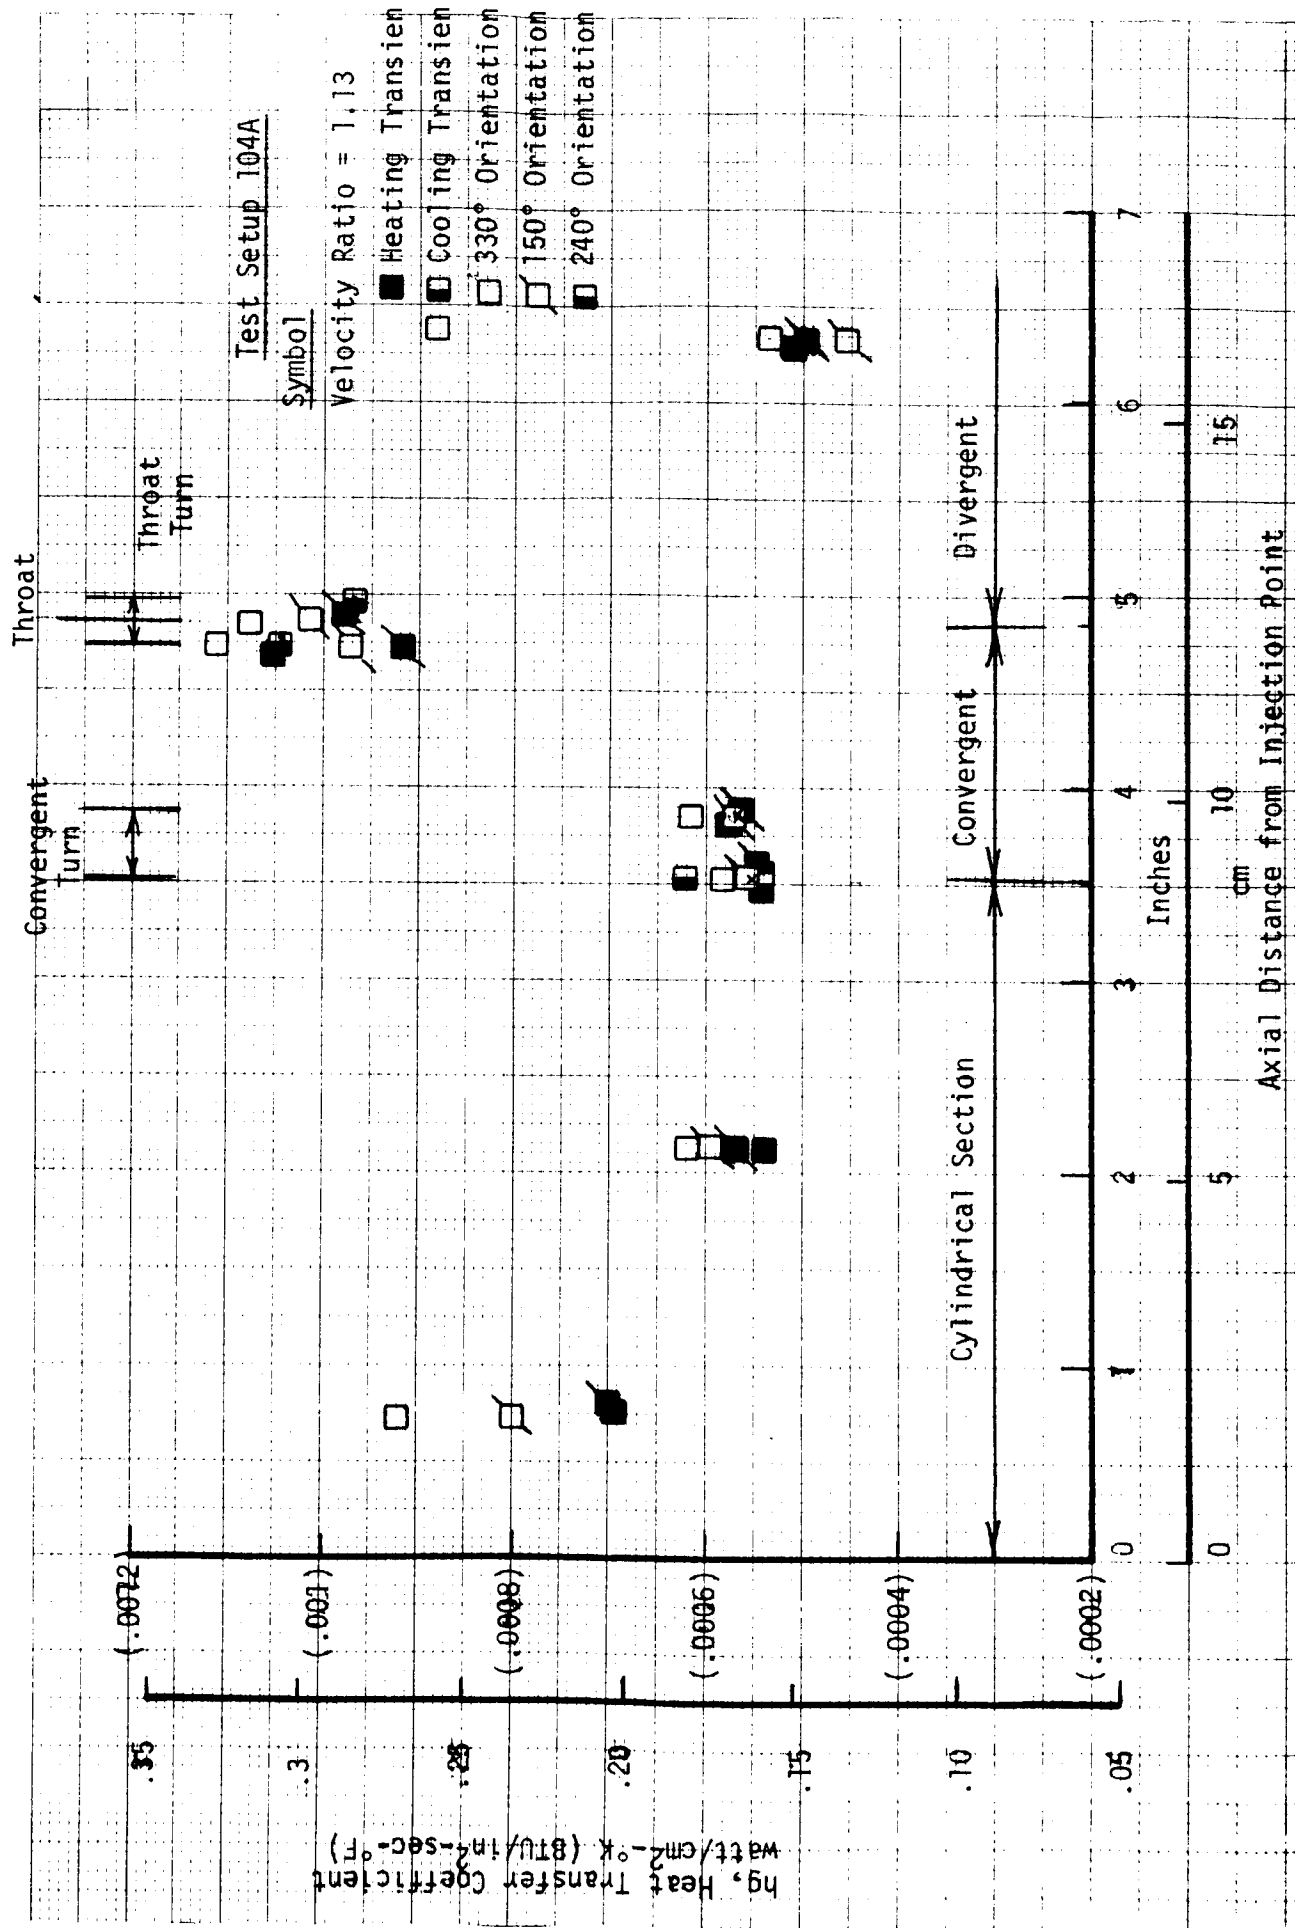 Test Setup 104A
Symbol
Velocity Ratio = 1.13
Heating Transien
Cooling Transien
330° Orientation
150° Orientation
240° Orientation
Convergent
Turn
Throat
Throat
Turn
hg, Heat Transfer Coefficient
watt/cm2-°K (BTU/in2-sec-°F)
.3
.25
.20
.15
.10
.05
(.001)
(.0008)
(.0006)
(.0004)
(.0002)
Cylindrical Section
Convergent
Divergent
0 1 2 3 4 5 6 7
Inches
0 5 10 15
cm
Axial Distance from Injection Point